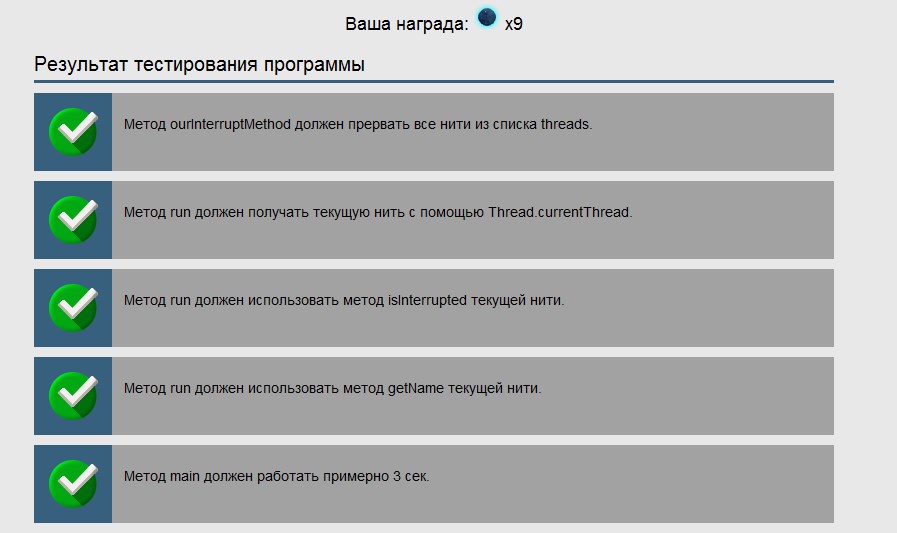 Ваша награда: x9
Результат тестирования программы
Метод ourInterruptMethod должен прервать все нити из списка threads.
Метод run должен получать текущую нить с помощью Thread.currentThread.
Метод run должен использовать метод isInterrupted текущей нити.
Метод run должен использовать метод getName текущей нити.
Метод main должен работать примерно 3 сек.